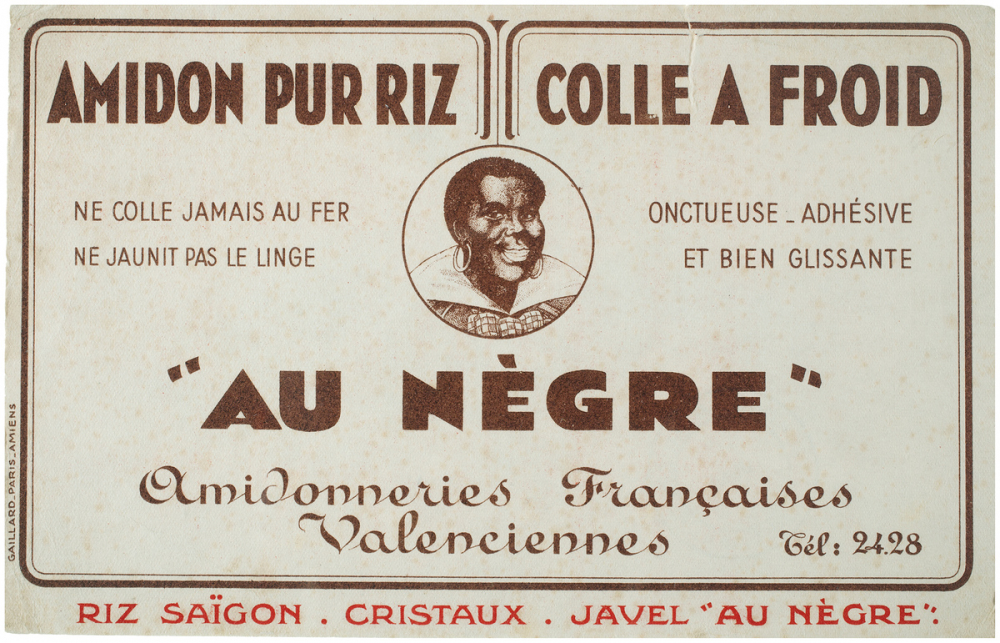 AMIDON PUR RIZ
COLLE A FROID
NE COLLE JAMAIS AU FER
NE JAUNIT PAS LE LINGE
ONCTUEUSE _ ADHÉSIVE
ET BIEN GLISSANTE
"AU NÈGRE"
Amidonneries Françaises
Valenciennes
Tél: 24.28
GAILLARD_PARIS_AMIENS
RIZ SAÏGON . CRISTAUX . JAVEL "AU NÈGRE".